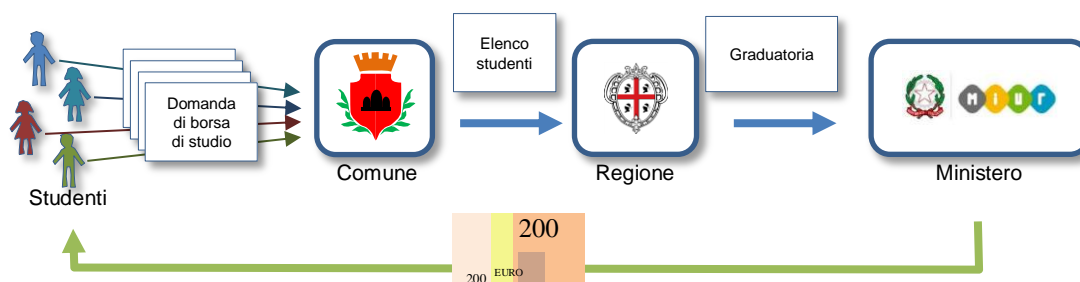 Domanda
di borsa
di studio
Studenti
Comune
Elenco
studenti
Regione
Graduatoria
MIUR
Ministero
200
EURO
200